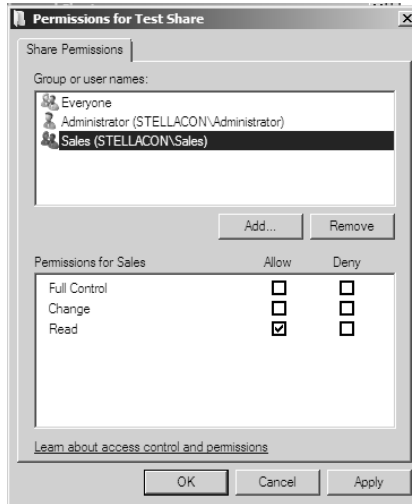 Permissions for Test Share
Share Permissions
Group or user names:
Everyone
Administrator (STELLACON\Administrator)
Sales (STELLACON\Sales)
Add... Remove
Permissions for Sales Allow Deny
Full Control
Change
Read
Learn about access control and permissions
OK Cancel Apply